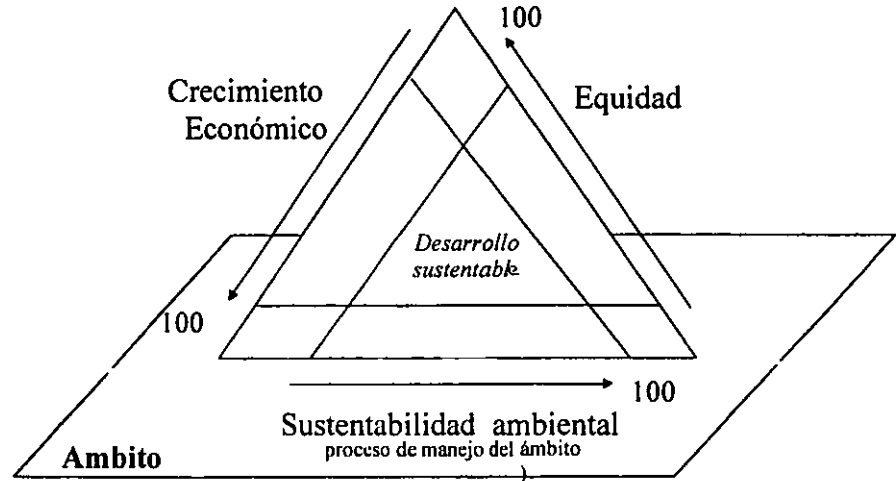 100
Crecimiento
Económico
Equidad
Desarrollo
sustentable
100
100
Sustentabilidad ambiental
proceso de manejo del ámbito
)
Ambito